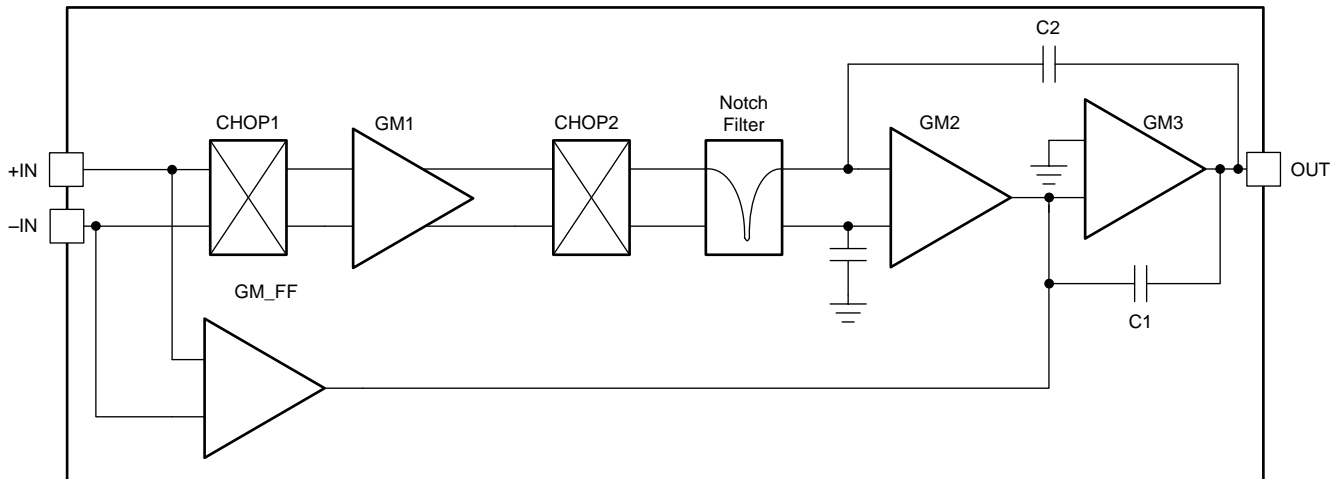 C2
Notch
Filter
CHOP1
GM1
CHOP2
GM2
GM3
+IN
OUT
–IN
GM_FF
C1